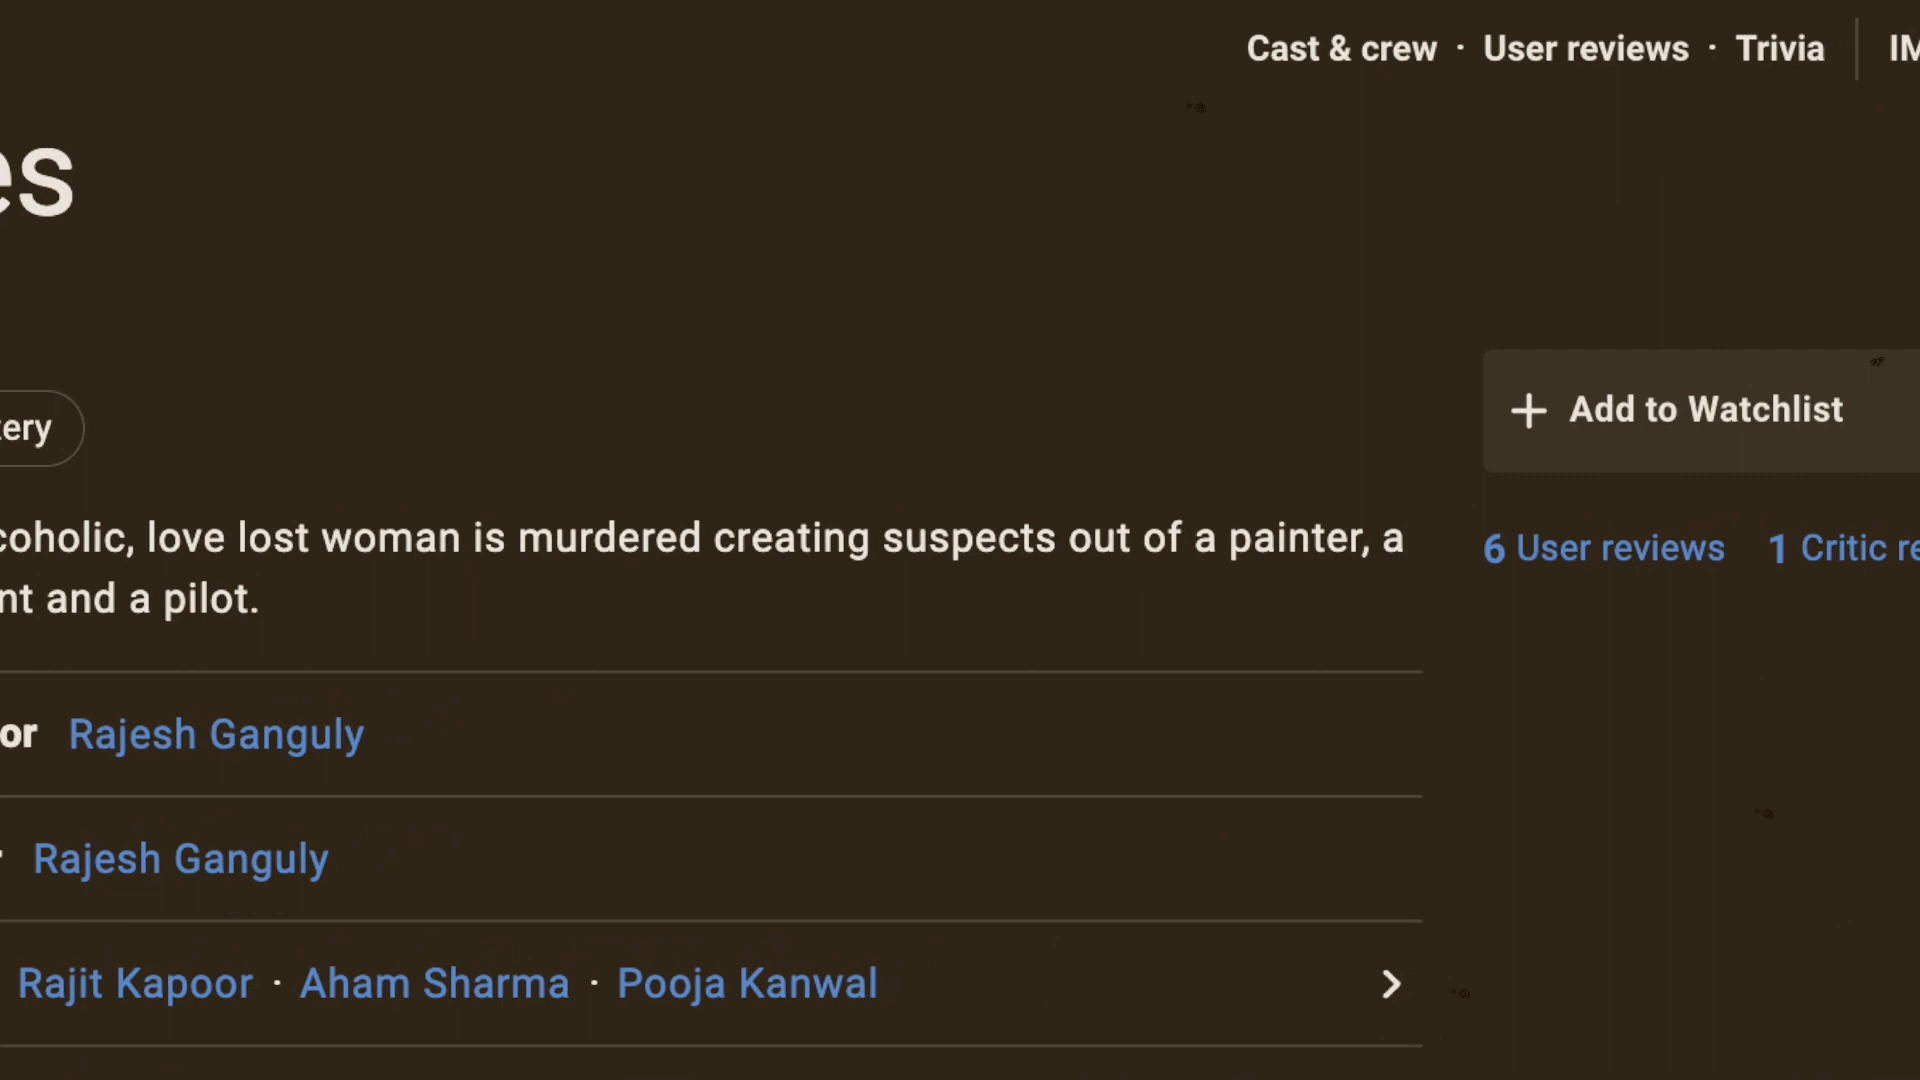 Cast & crew · User reviews · Trivia IM
es
tery
Add to Watchlist
coholic, love lost woman is murdered creating suspects out of a painter, a
nt and a pilot.
6 User reviews 1 Critic re
or Rajesh Ganguly
Rajesh Ganguly
Rajit Kapoor · Aham Sharma · Pooja Kanwal